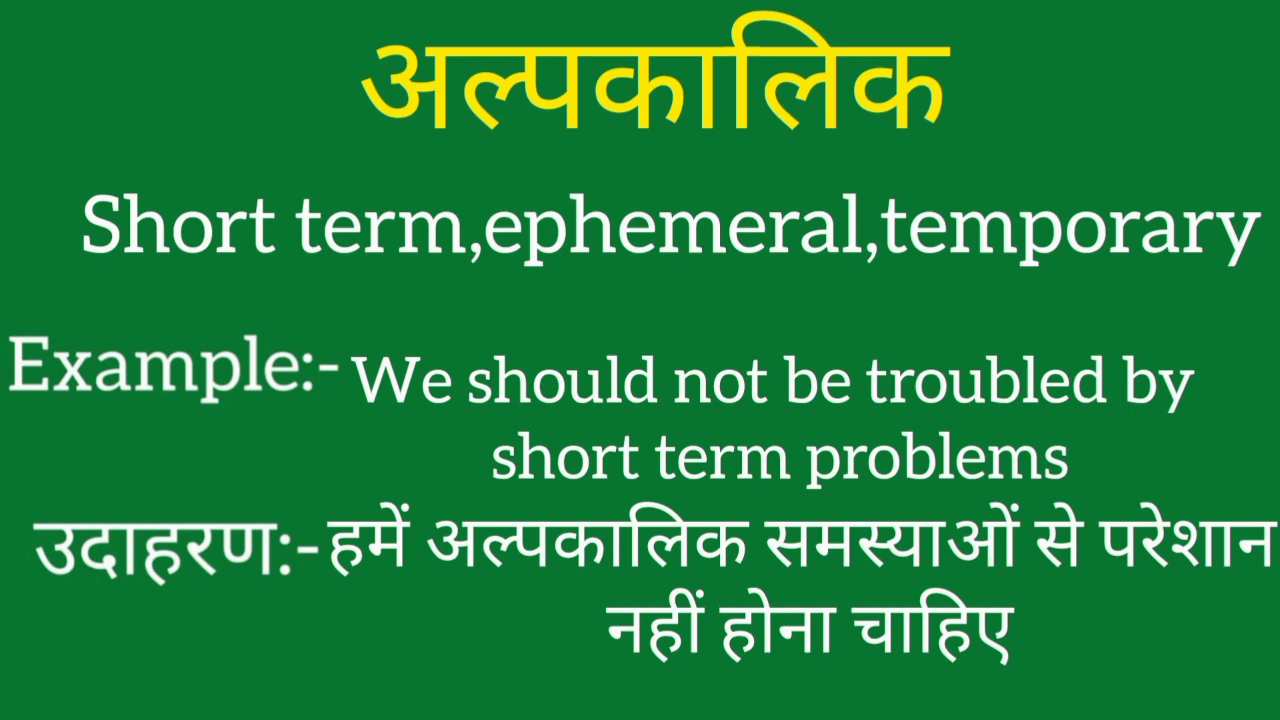 अल्पकालिक
Short term,ephemeral,temporary
Example:- We should not be troubled by
short term problems
उदाहरण:- हमें अल्पकालिक समस्याओं से परेशान
नहीं होना चाहिए